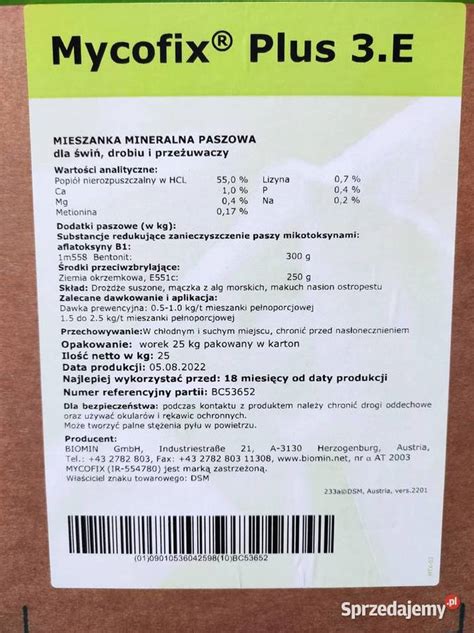 Mycofix® Plus 3.E
MIESZANKA MINERALNA PASZOWA
dla świń, drobiu i przeżuwaczy
Wartości analityczne:
Popiół nierozpuszczalny w HCL 55,0 % Lizyna 0,7 %
Ca 1,0 % P 0,4 %
Mg 0,4 % Na 0,2 %
Metionina 0,17 %
Dodatki paszowe (w kg):
Substancje redukujące zanieczyszczenie paszy mikotoksynami:
aflatoksyny B1:
1m558 Bentonit: 300 g
Środki przeciwzbrylające:
Ziemia okrzemkowa, E551c: 250 g
Skład: Drożdże suszone, mączka z alg morskich, makuch nasion ostropestu
Zalecane dawkowanie i aplikacja:
Dawka prewencyjna: 0.5-1.0 kg/t mieszanki pełnoporcjowej
1.5 do 2.5 kg/t mieszanki pełnoporcjowej
Przechowywanie:W chłodnym i suchym miejscu, chronić przed nasłonecznieniem
Opakowanie: worek 25 kg pakowany w karton
Ilość netto w kg: 25
Data produkcji: 05.08.2022
Najlepiej wykorzystać przed: 18 miesięcy od daty produkcji
Numer referencyjny partii: BC53652
Dla bezpieczeństwa: podczas kontaktu z produktem należy chronić drogi oddechowe
oraz używać okularów i rękawic ochronnych.
Może tworzyć palne stężenia pyłu w powietrzu.
Producent:
BIOMIN GmbH, Industriestraße 21, A-3130 Herzogenburg, Austria,
Tel.: +43 2782 803, Fax: +43 2782 803 11308, www.biomin.net, nr α AT 2003
MYCOFIX (IR-554780) jest marką zastrzeżoną.
Właściciel znaku towarowego: DSM
233a©DSM, Austria, vers.2201
(01)09010536042598(10)BC53652
Sprzedajemy.pl